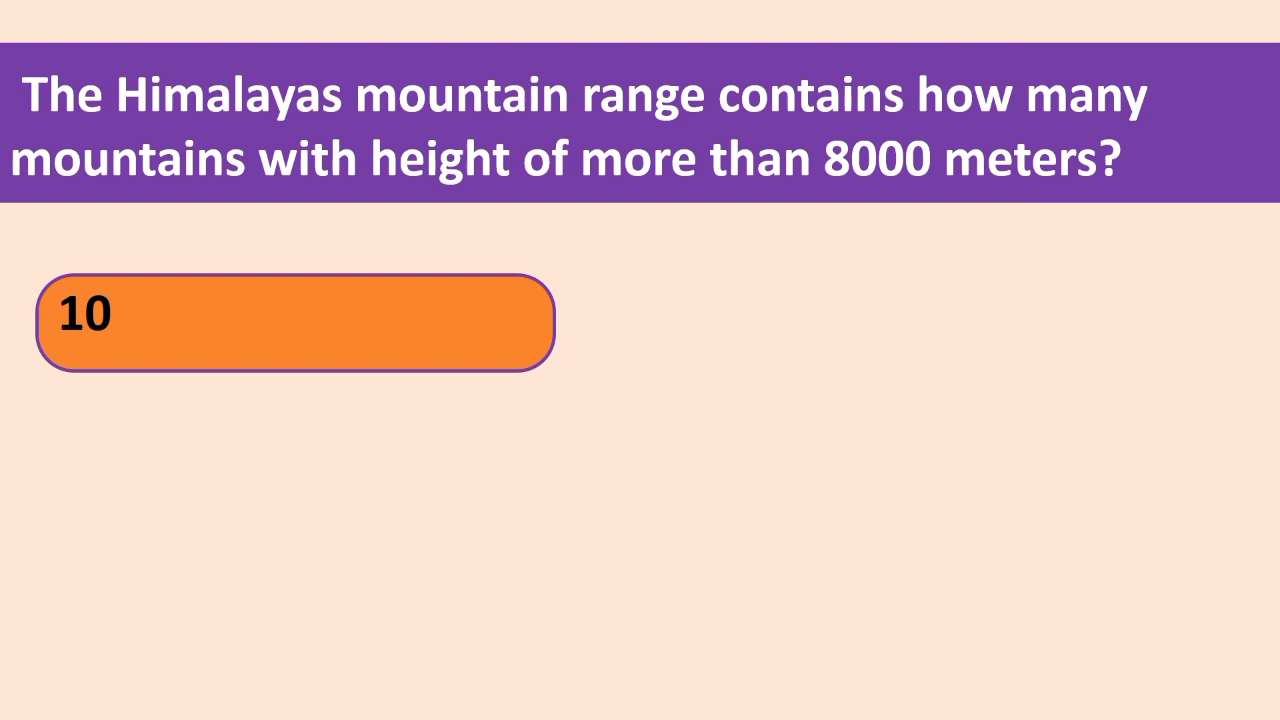 The Himalayas mountain range contains how many
mountains with height of more than 8000 meters?
10